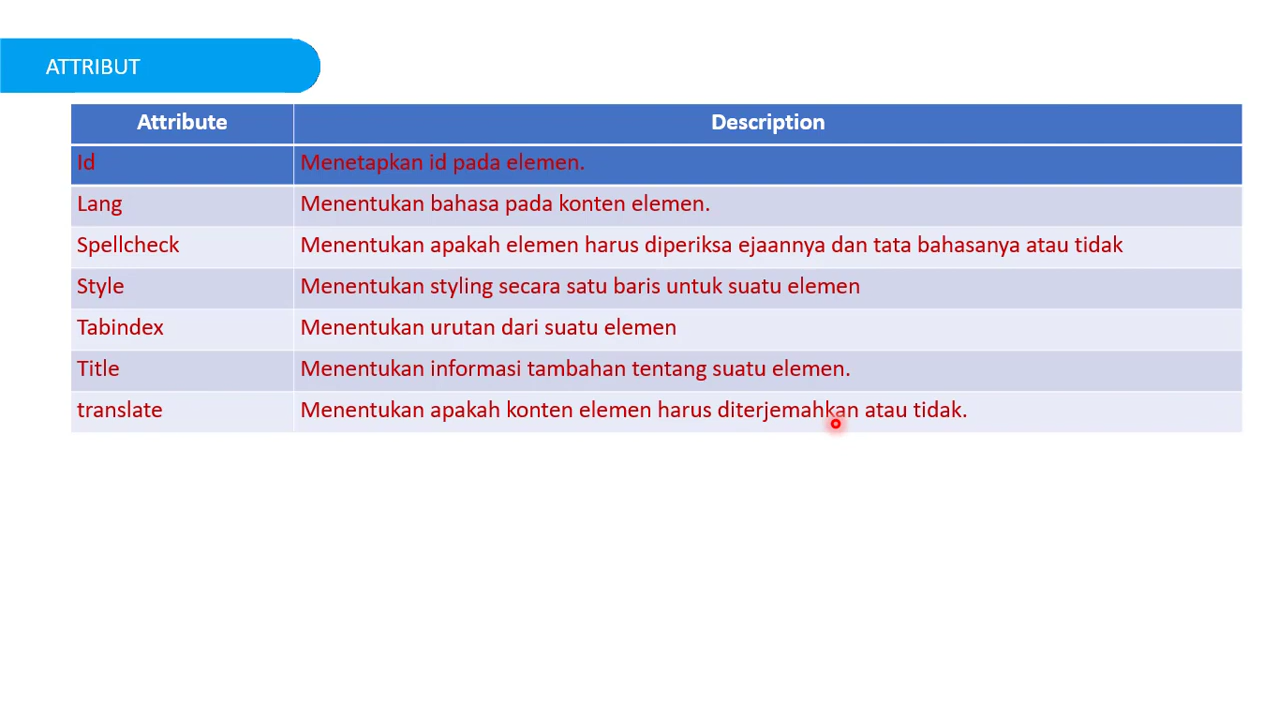 ATTRIBUT
Attribute Description
Id Menetapkan id pada elemen.
Lang Menentukan bahasa pada konten elemen.
Spellcheck Menentukan apakah elemen harus diperiksa ejaannya dan tata bahasanya atau tidak
Style Menentukan styling secara satu baris untuk suatu elemen
Tabindex Menentukan urutan dari suatu elemen
Title Menentukan informasi tambahan tentang suatu elemen.
translate Menentukan apakah konten elemen harus diterjemahkan atau tidak.